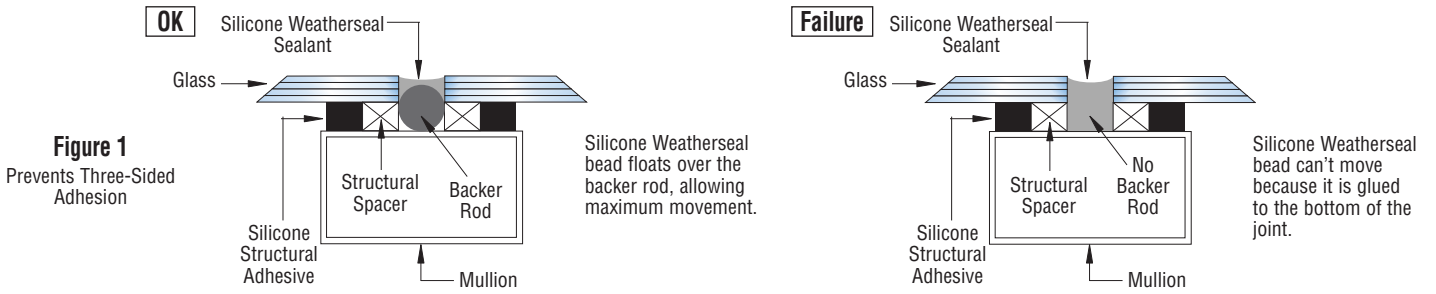 Figure 1
Prevents Three-Sided
Adhesion
OK
Silicone Weatherseal
Sealant
Glass
Structural
Spacer
Backer
Rod
Silicone
Structural
Adhesive
Mullion
Silicone Weatherseal
bead floats over the
backer rod, allowing
maximum movement.
Failure
Silicone Weatherseal
Sealant
Glass
Structural
Spacer
No
Backer
Rod
Silicone
Structural
Adhesive
Mullion
Silicone Weatherseal
bead can’t move
because it is glued
to the bottom of the
joint.